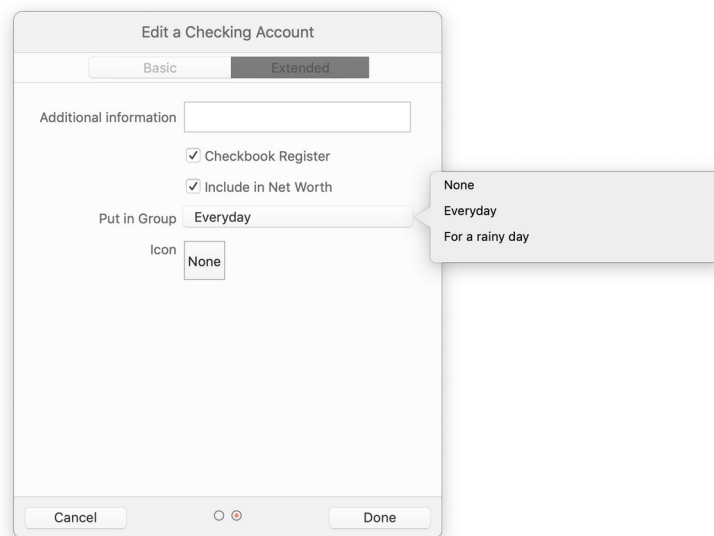 Edit a Checking Account
Basic Extended
Additional information
Checkbook Register
Include in Net Worth
Put in Group Everyday
Icon None
None
Everyday
For a rainy day
Cancel Done